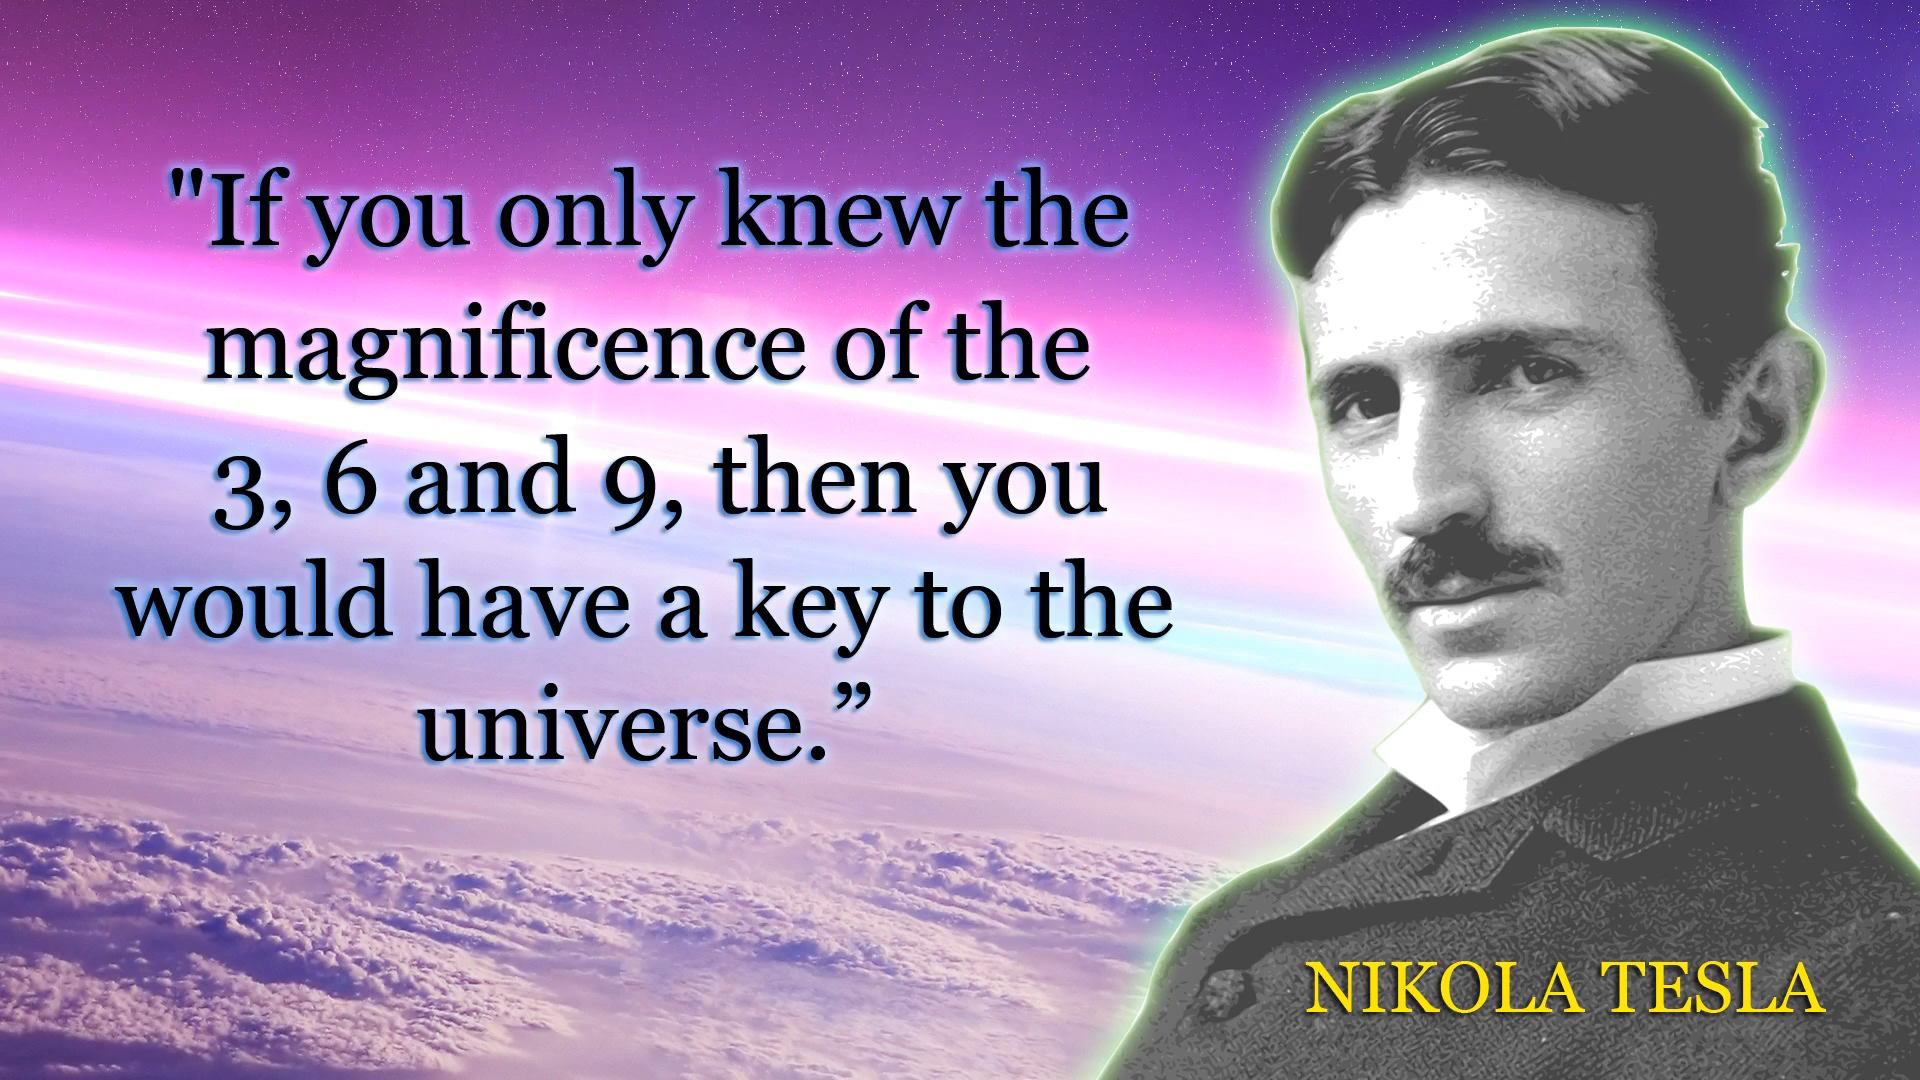 "If you only knew the
magnificence of the
3, 6 and 9, then you
would have a key to the
universe.”
NIKOLA TESLA